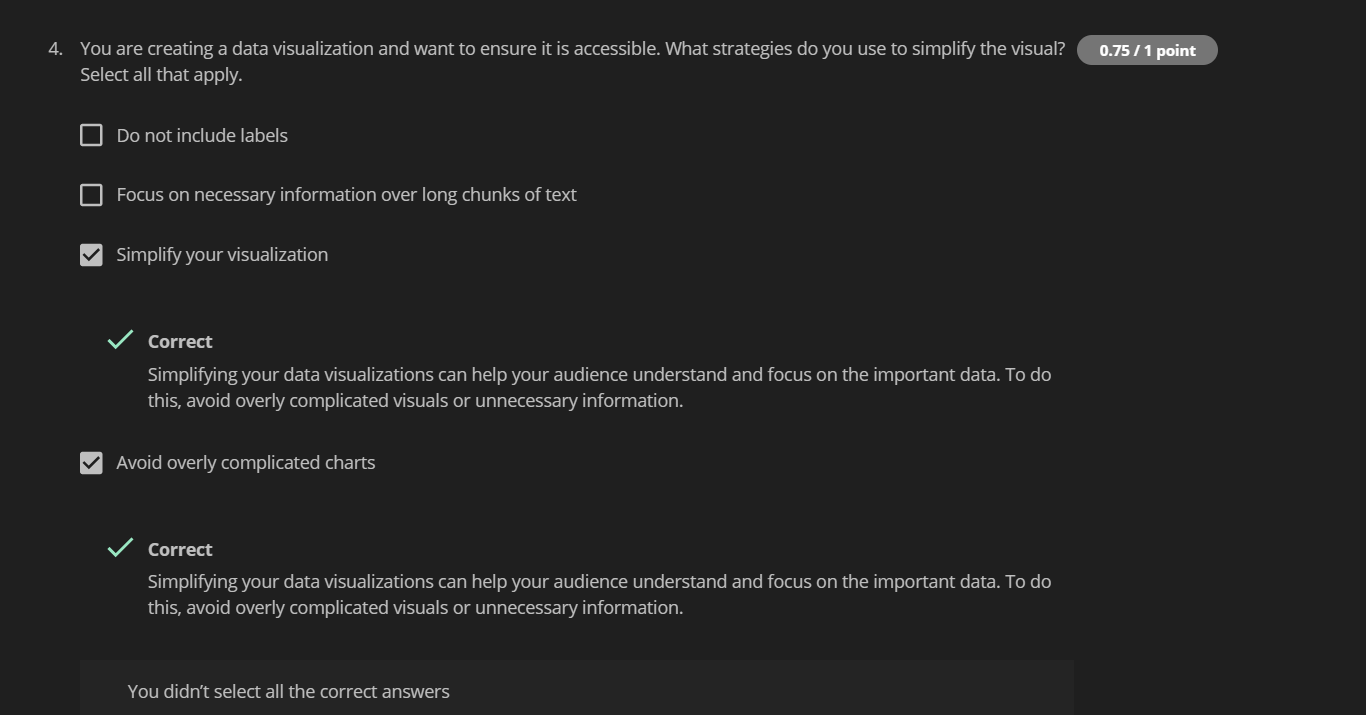 4. You are creating a data visualization and want to ensure it is accessible. What strategies do you use to simplify the visual? 0.75 / 1 point
Select all that apply.
Do not include labels
Focus on necessary information over long chunks of text
Simplify your visualization
Correct
Simplifying your data visualizations can help your audience understand and focus on the important data. To do
this, avoid overly complicated visuals or unnecessary information.
Avoid overly complicated charts
Correct
Simplifying your data visualizations can help your audience understand and focus on the important data. To do
this, avoid overly complicated visuals or unnecessary information.
You didn’t select all the correct answers